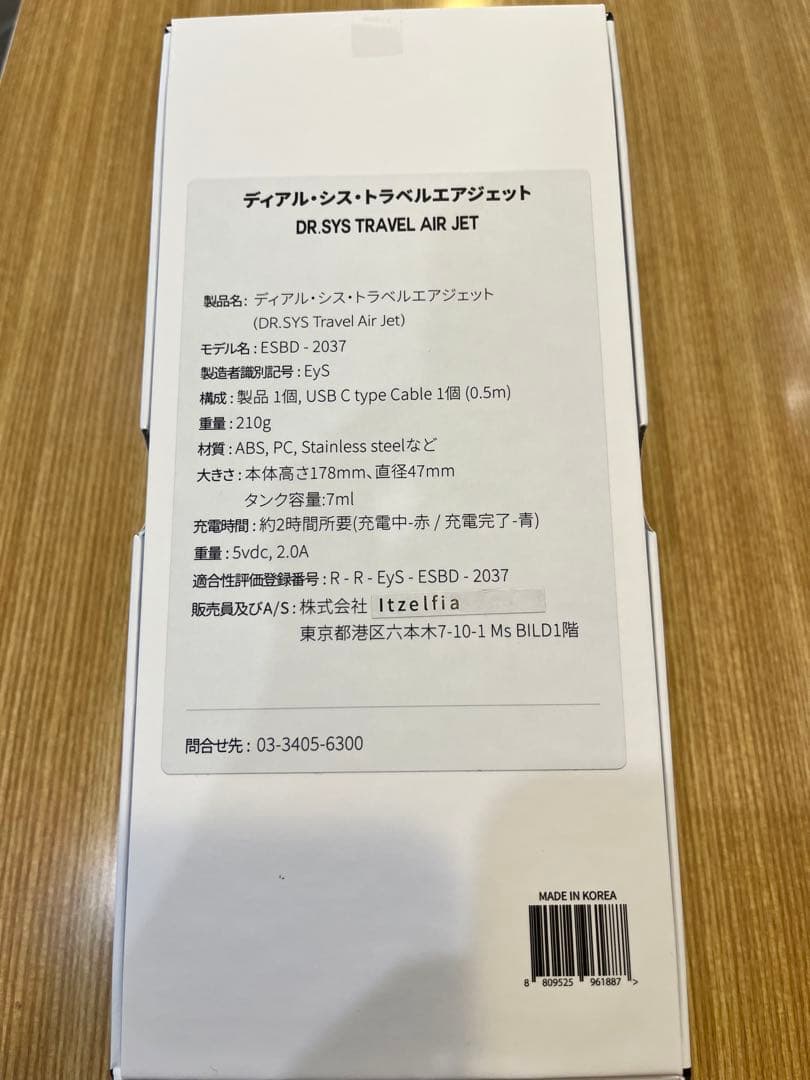 ディアル・シス・トラベルエアジェット
DR.SYS TRAVEL AIR JET
製品名: ディアル・シス・トラベルエアジェット
(DR.SYS Travel Air Jet)
モデル名 : ESBD - 2037
製造者識別記号 : EyS
構成 : 製品 1個, USB C type Cable 1個 (0.5m)
重量 : 210g
材質 : ABS, PC, Stainless steelなど
大きさ : 本体高さ178mm、直径47mm
タンク容量:7ml
充電時間 : 約2時間所要(充電中-赤 / 充電完了-青)
重量 : 5vdc, 2.0A
適合性評価登録番号 : R - R - EyS - ESBD - 2037
販売員及びA/S : 株式会社 Itzelfia
東京都港区六本木7-10-1 Ms BILD1階
問合せ先 : 03-3405-6300
MADE IN KOREA
8 809525 961887 >